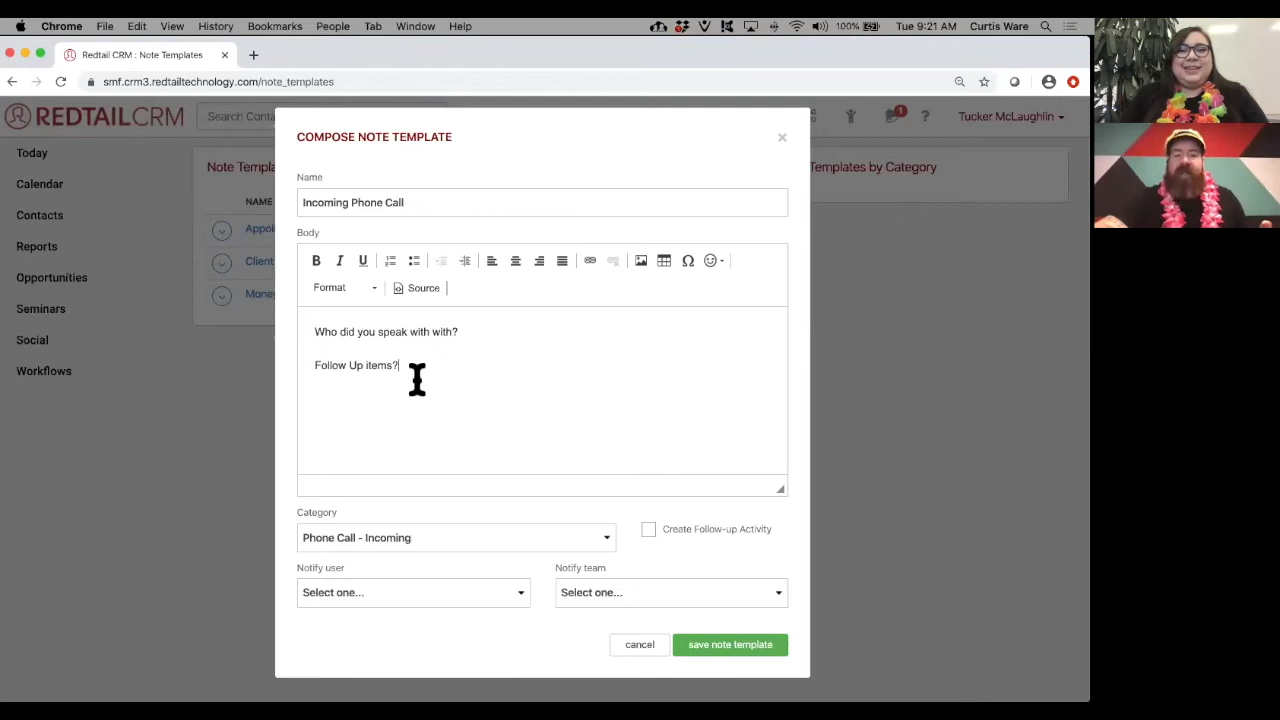 Chrome File Edit View History Bookmarks People Tab Window Help 100% Tue 9:21 AM Curtis Ware
Redtail CRM : Note Templates
smf.crm3.redtailtechnology.com/note_templates
REDTAILCRM Search Conta 1 ? Tucker McLaughlin
Today
Calendar
Contacts
Reports
Opportunities
Seminars
Social
Workflows
Note Templa
NAME
Appoi
Client
Money
Templates by Category
COMPOSE NOTE TEMPLATE ×
Name
Incoming Phone Call
Body
B I U
Format Source
Who did you speak with with?
Follow Up items?
Category
Phone Call - Incoming Create Follow-up Activity
Notify user Notify team
Select one... Select one...
cancel save note template